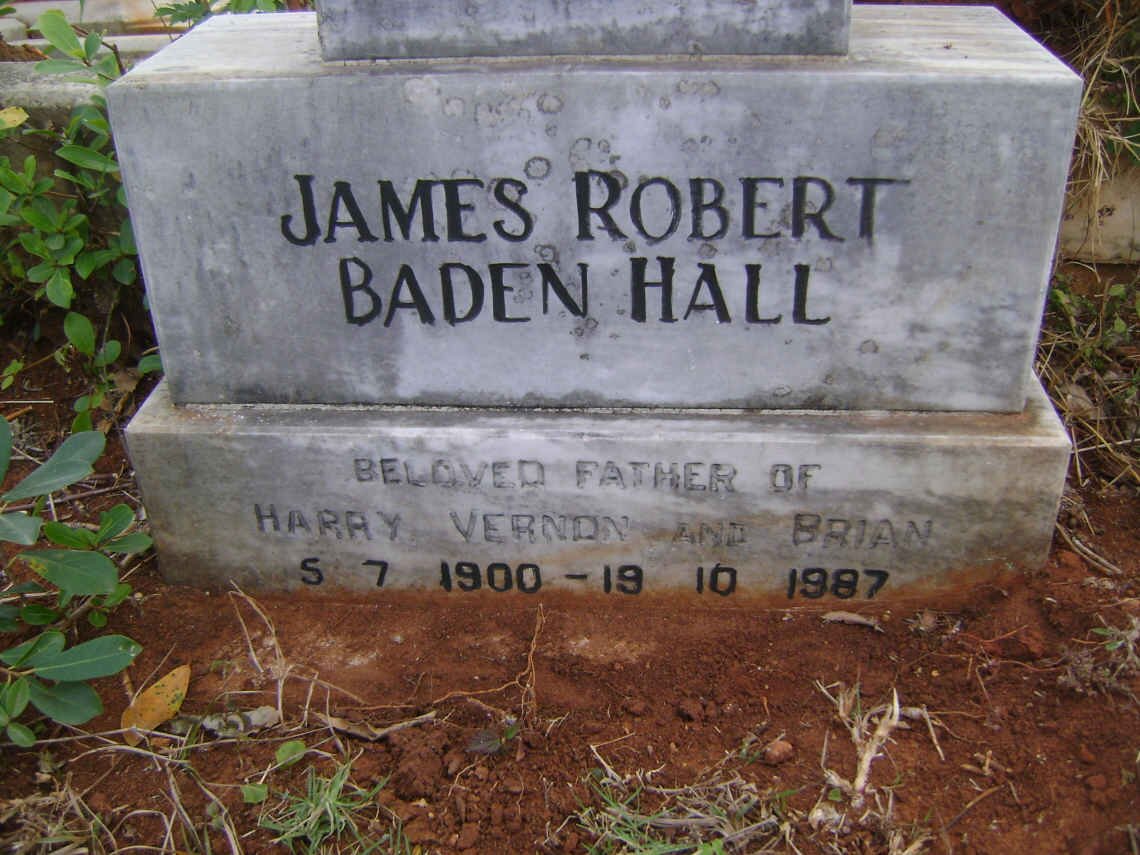 JAMES ROBERT
BADEN HALL
BELOVED FATHER OF
HARRY VERNON AND BRIAN
5 7 1900 - 19 10 1987